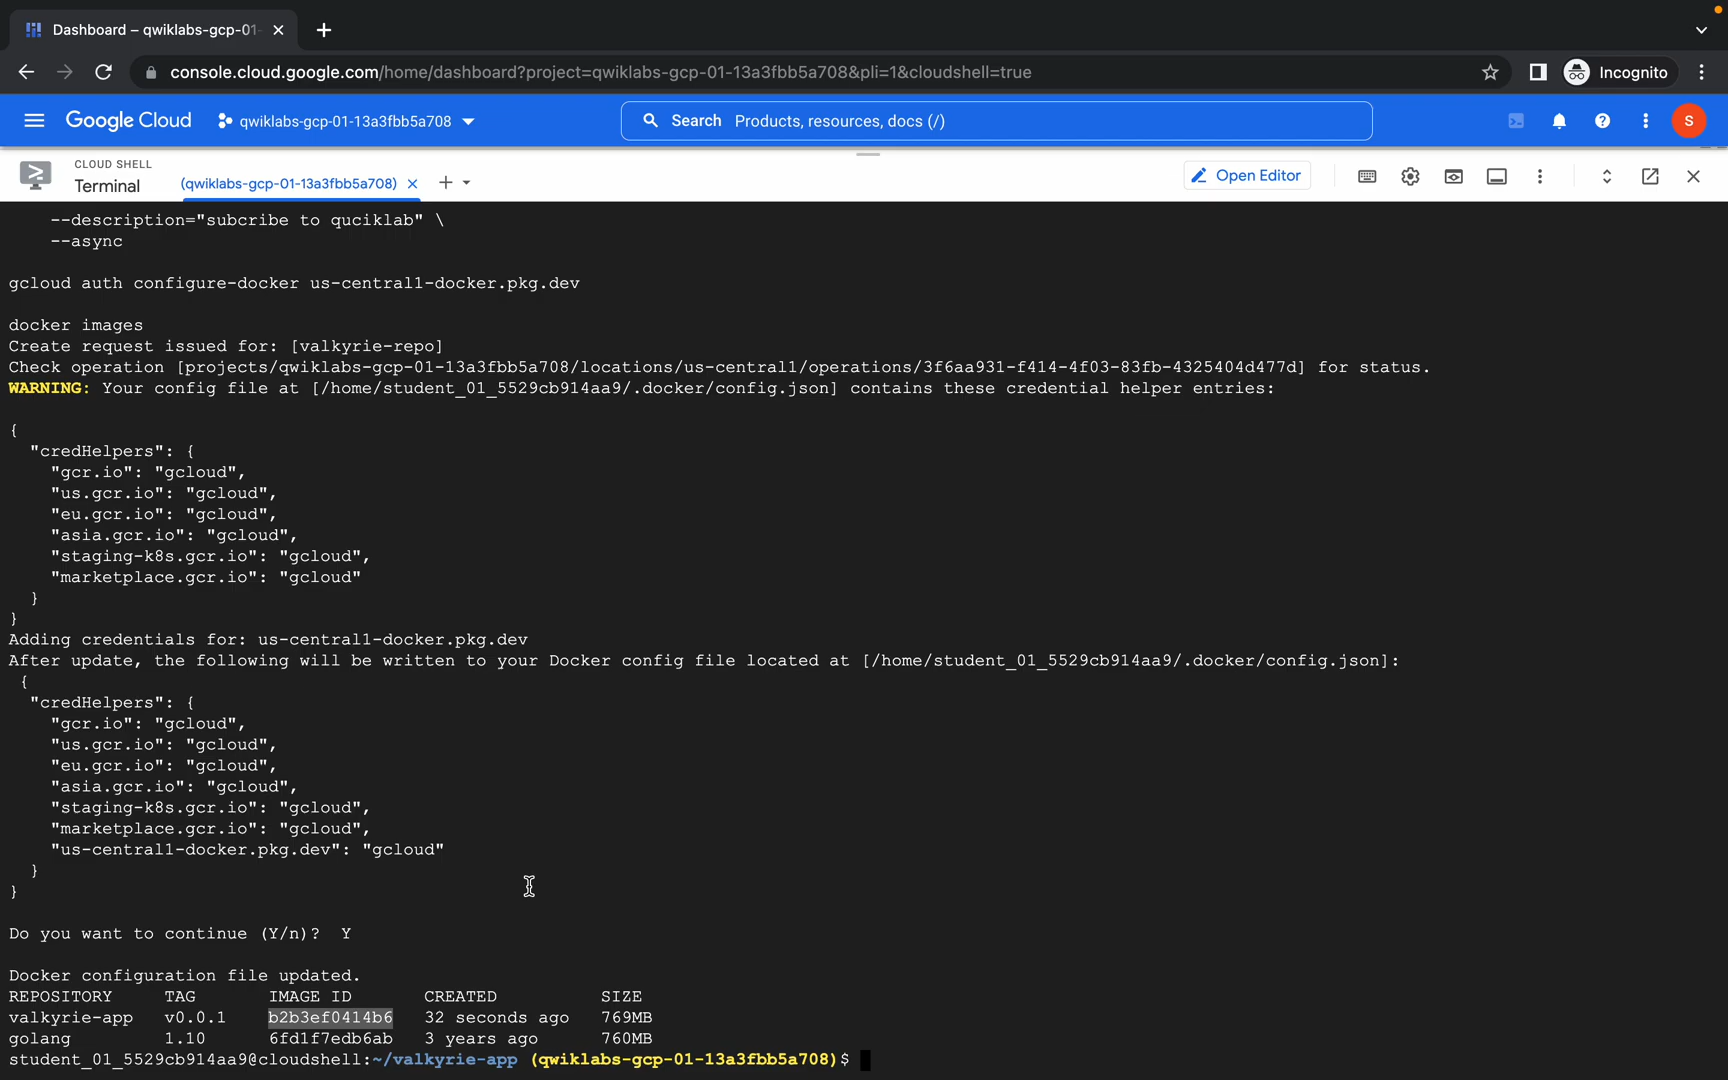 Dashboard – qwiklabs-gcp-01-
console.cloud.google.com/home/dashboard?project=qwiklabs-gcp-01-13a3fbb5a708&pli=1&cloudshell=true
Incognito
Google Cloud
qwiklabs-gcp-01-13a3fbb5a708
Search Products, resources, docs (/)
S
CLOUD SHELL
Terminal
(qwiklabs-gcp-01-13a3fbb5a708)
Open Editor
--description="subcribe to quciklab" \
--async
gcloud auth configure-docker us-central1-docker.pkg.dev
docker images
Create request issued for: [valkyrie-repo]
Check operation [projects/qwiklabs-gcp-01-13a3fbb5a708/locations/us-central1/operations/3f6aa931-f414-4f03-83fb-4325404d477d] for status.
WARNING: Your config file at [/home/student_01_5529cb914aa9/.docker/config.json] contains these credential helper entries:
{
"credHelpers": {
"gcr.io": "gcloud",
"us.gcr.io": "gcloud",
"eu.gcr.io": "gcloud",
"asia.gcr.io": "gcloud",
"staging-k8s.gcr.io": "gcloud",
"marketplace.gcr.io": "gcloud"
}
}
Adding credentials for: us-central1-docker.pkg.dev
After update, the following will be written to your Docker config file located at [/home/student_01_5529cb914aa9/.docker/config.json]:
{
"credHelpers": {
"gcr.io": "gcloud",
"us.gcr.io": "gcloud",
"eu.gcr.io": "gcloud",
"asia.gcr.io": "gcloud",
"staging-k8s.gcr.io": "gcloud",
"marketplace.gcr.io": "gcloud",
"us-central1-docker.pkg.dev": "gcloud"
}
}
Do you want to continue (Y/n)? Y
Docker configuration file updated.
REPOSITORY TAG IMAGE ID CREATED SIZE
valkyrie-app v0.0.1 b2b3ef0414b6 32 seconds ago 769MB
golang 1.10 6fd1f7edb6ab 3 years ago 760MB
student_01_5529cb914aa9@cloudshell:~/valkyrie-app (qwiklabs-gcp-01-13a3fbb5a708)$